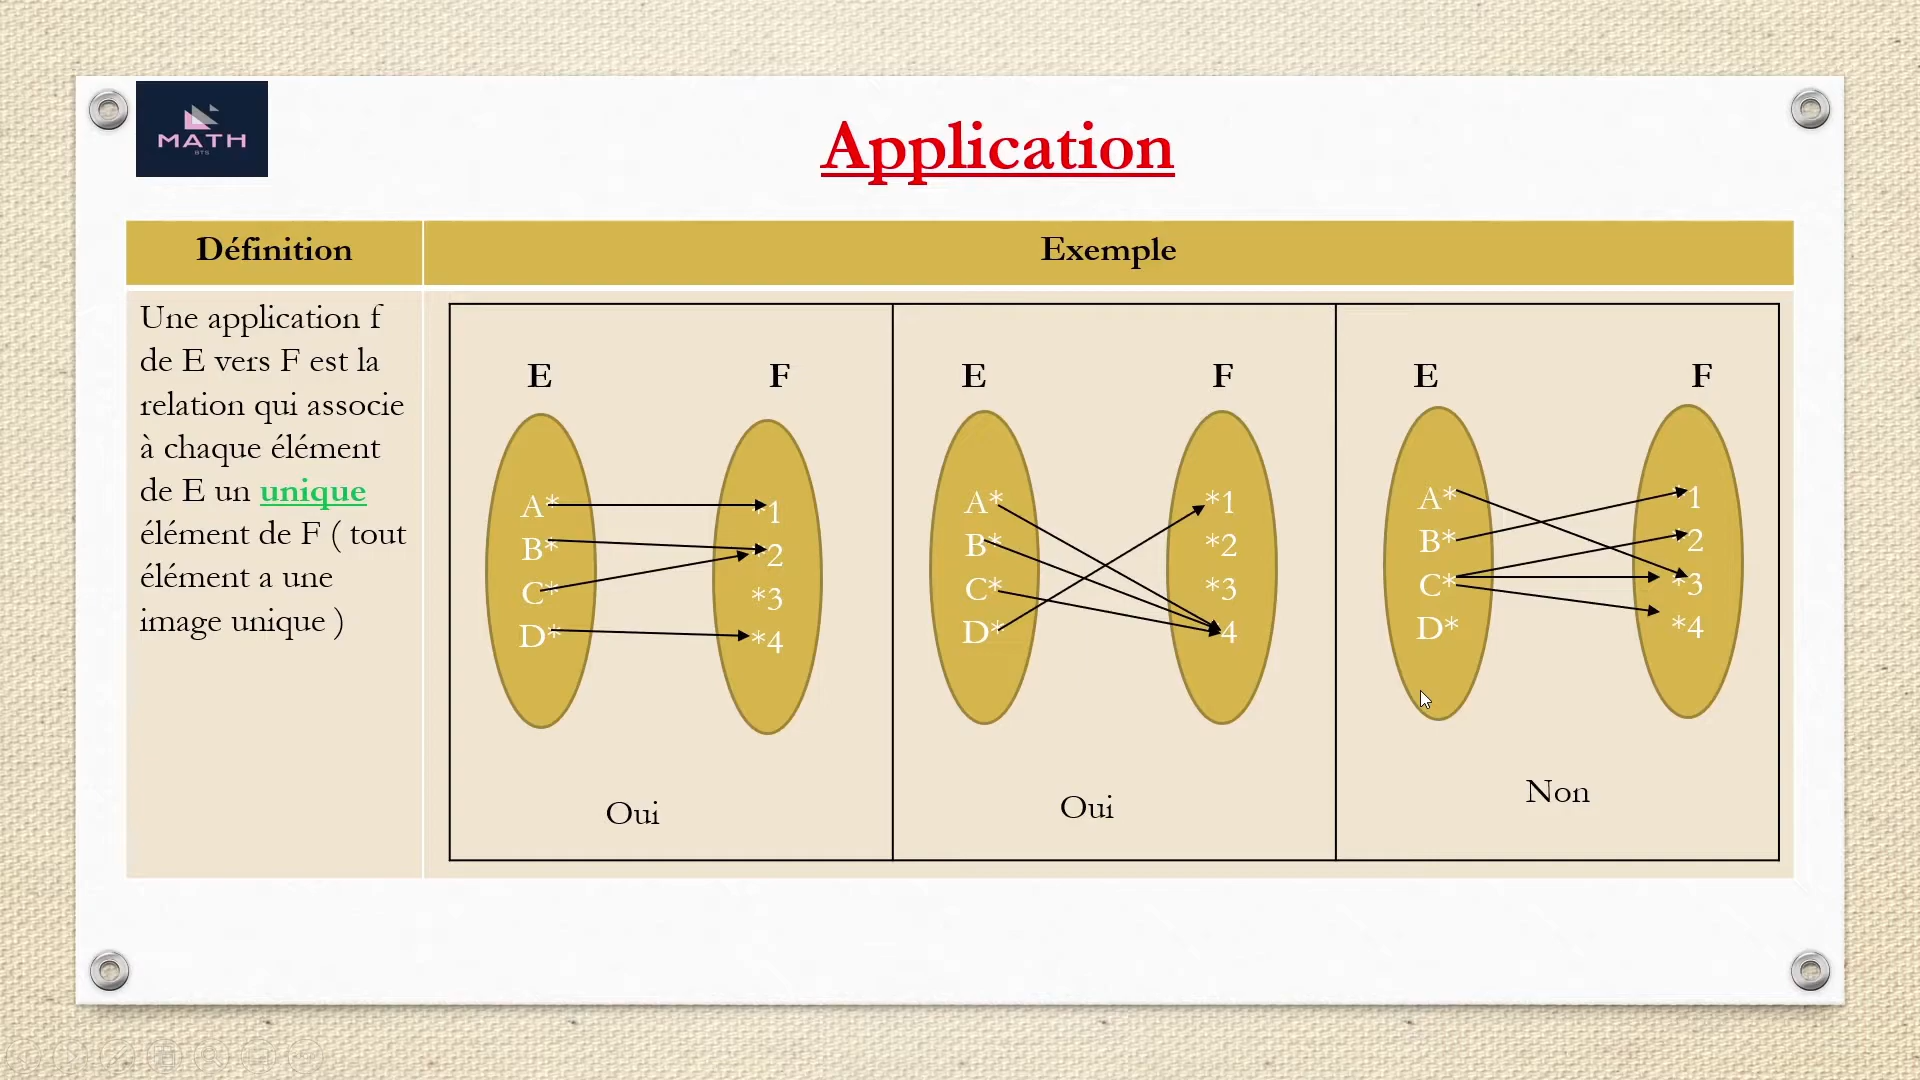 MATH
BTS
Application
Définition
Exemple
Une application f
de E vers F est la
relation qui associe
à chaque élément
de E un unique
élément de F ( tout
élément a une
image unique )
E F
A* *1
B* *2
C* *3
D* *4
Oui
E F
A* *1
B* *2
C* *3
D* 4
Oui
E F
A* 1
B* 2
C* *3
D* *4
Non